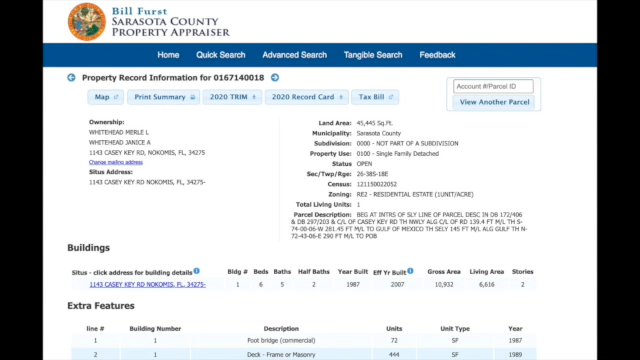 Bill Furst
SARASOTA COUNTY
PROPERTY APPRAISER
Home Quick Search Advanced Search Tangible Search Feedback
Property Record Information for 0167140018
Account #/Parcel ID
View Another Parcel
Map Print Summary 2020 TRIM 2020 Record Card Tax Bill
Ownership:
WHITEHEAD MERLE L
WHITEHEAD JANICE A
1143 CASEY KEY RD, NOKOMIS, FL, 34275
Change mailing address
Situs Address:
1143 CASEY KEY RD NOKOMIS, FL, 34275-
Land Area: 45,445 Sq.Ft.
Municipality: Sarasota County
Subdivision: 0000 - NOT PART OF A SUBDIVISION
Property Use: 0100 - Single Family Detached
Status OPEN
Sec/Twp/Rge: 26-38S-18E
Census: 121150022052
Zoning: RE2 - RESIDENTIAL ESTATE (1UNIT/ACRE)
Total Living Units: 1
Parcel Description: BEG AT INTRS OF SLY LINE OF PARCEL DESC IN DB 172/406
& DB 297/203 & C/L OF CASEY KEY RD TH NWLY ALG C/L OF RD 139.4 FT M/L TH S-
74-00-06-W 281.45 FT M/L TO GULF OF MEXICO TH SELY 145 FT M/L ALG GULF TH N-
72-43-06-E 290 FT M/L TO POB
Buildings
Situs - click address for building details Bldg # Beds Baths Half Baths Year Built Eff Yr Built Gross Area Living Area Stories
1143 CASEY KEY RD NOKOMIS, FL, 34275- 1 6 5 2 1987 2007 10,932 6,616 2
Extra Features
line # Building Number Description Units Unit Type Year
1 1 Foot bridge (commercial) 72 SF 1987
2 1 Deck - Frame or Masonry 444 SF 1989